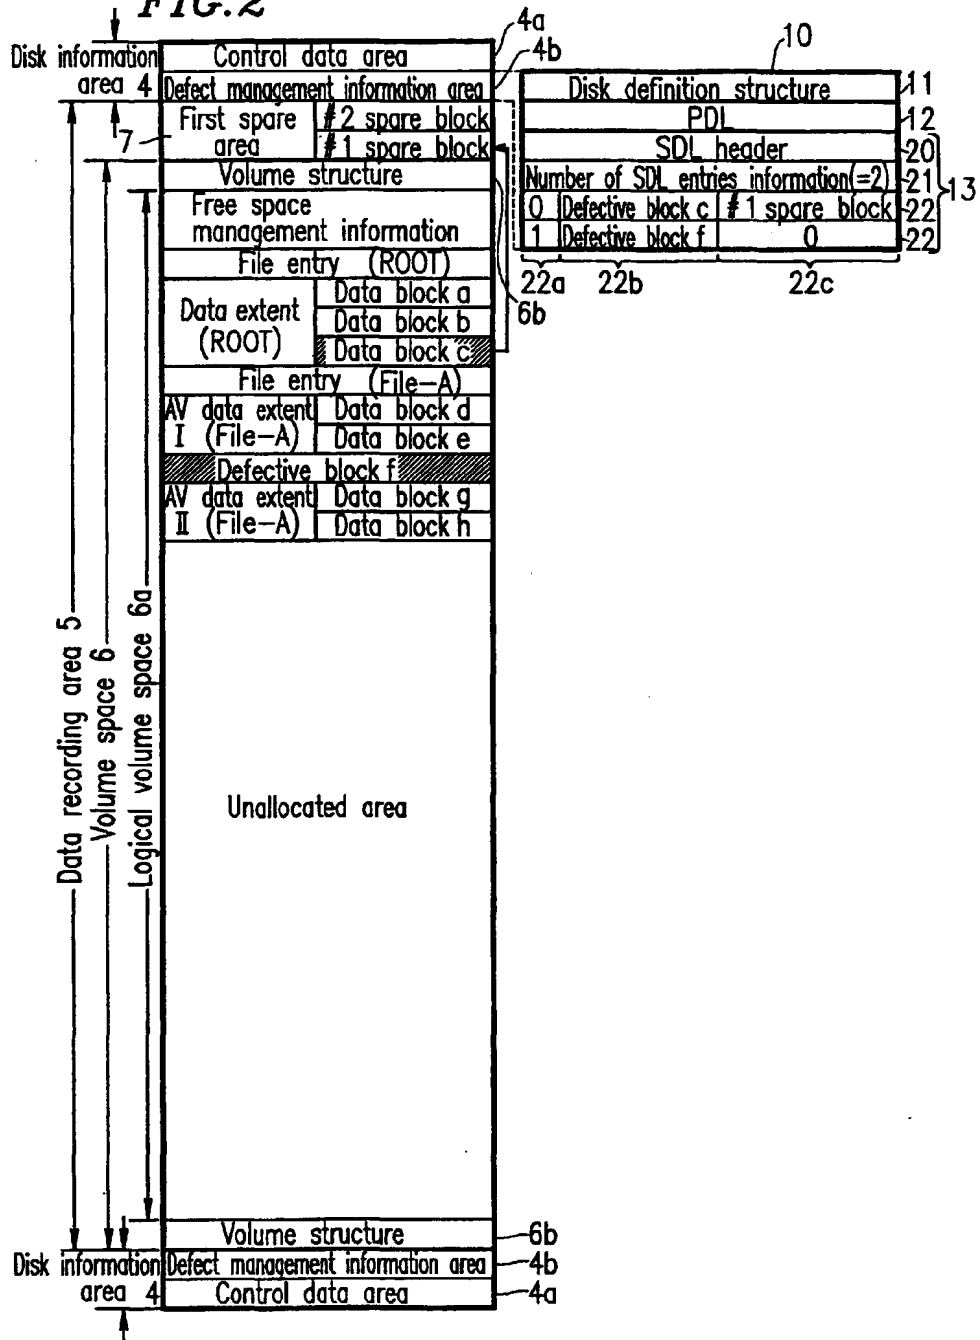 FIG.2
4a
Disk information
area 4
Control data area
4b
Defect management information area
10
Disk definition structure
11
PDL
12
SDL header
20
Number of SDL entries information(=2)
21
13
0
Defective block c
#1 spare block
22
1
Defective block f
0
22
22a
22b
22c
7
First spare
area
#2 spare block
#1 spare block
Volume structure
6b
Free space
management information
File entry (ROOT)
Data extent
(ROOT)
Data block a
Data block b
Data block c
File entry (File-A)
AV data extent
I (File-A)
Data block d
Data block e
Defective block f
AV data extent
II (File-A)
Data block g
Data block h
Data recording area 5
Volume space 6
Logical volume space 6a
Unallocated area
Volume structure
6b
Disk information
area 4
Defect management information area
4b
Control data area
4a